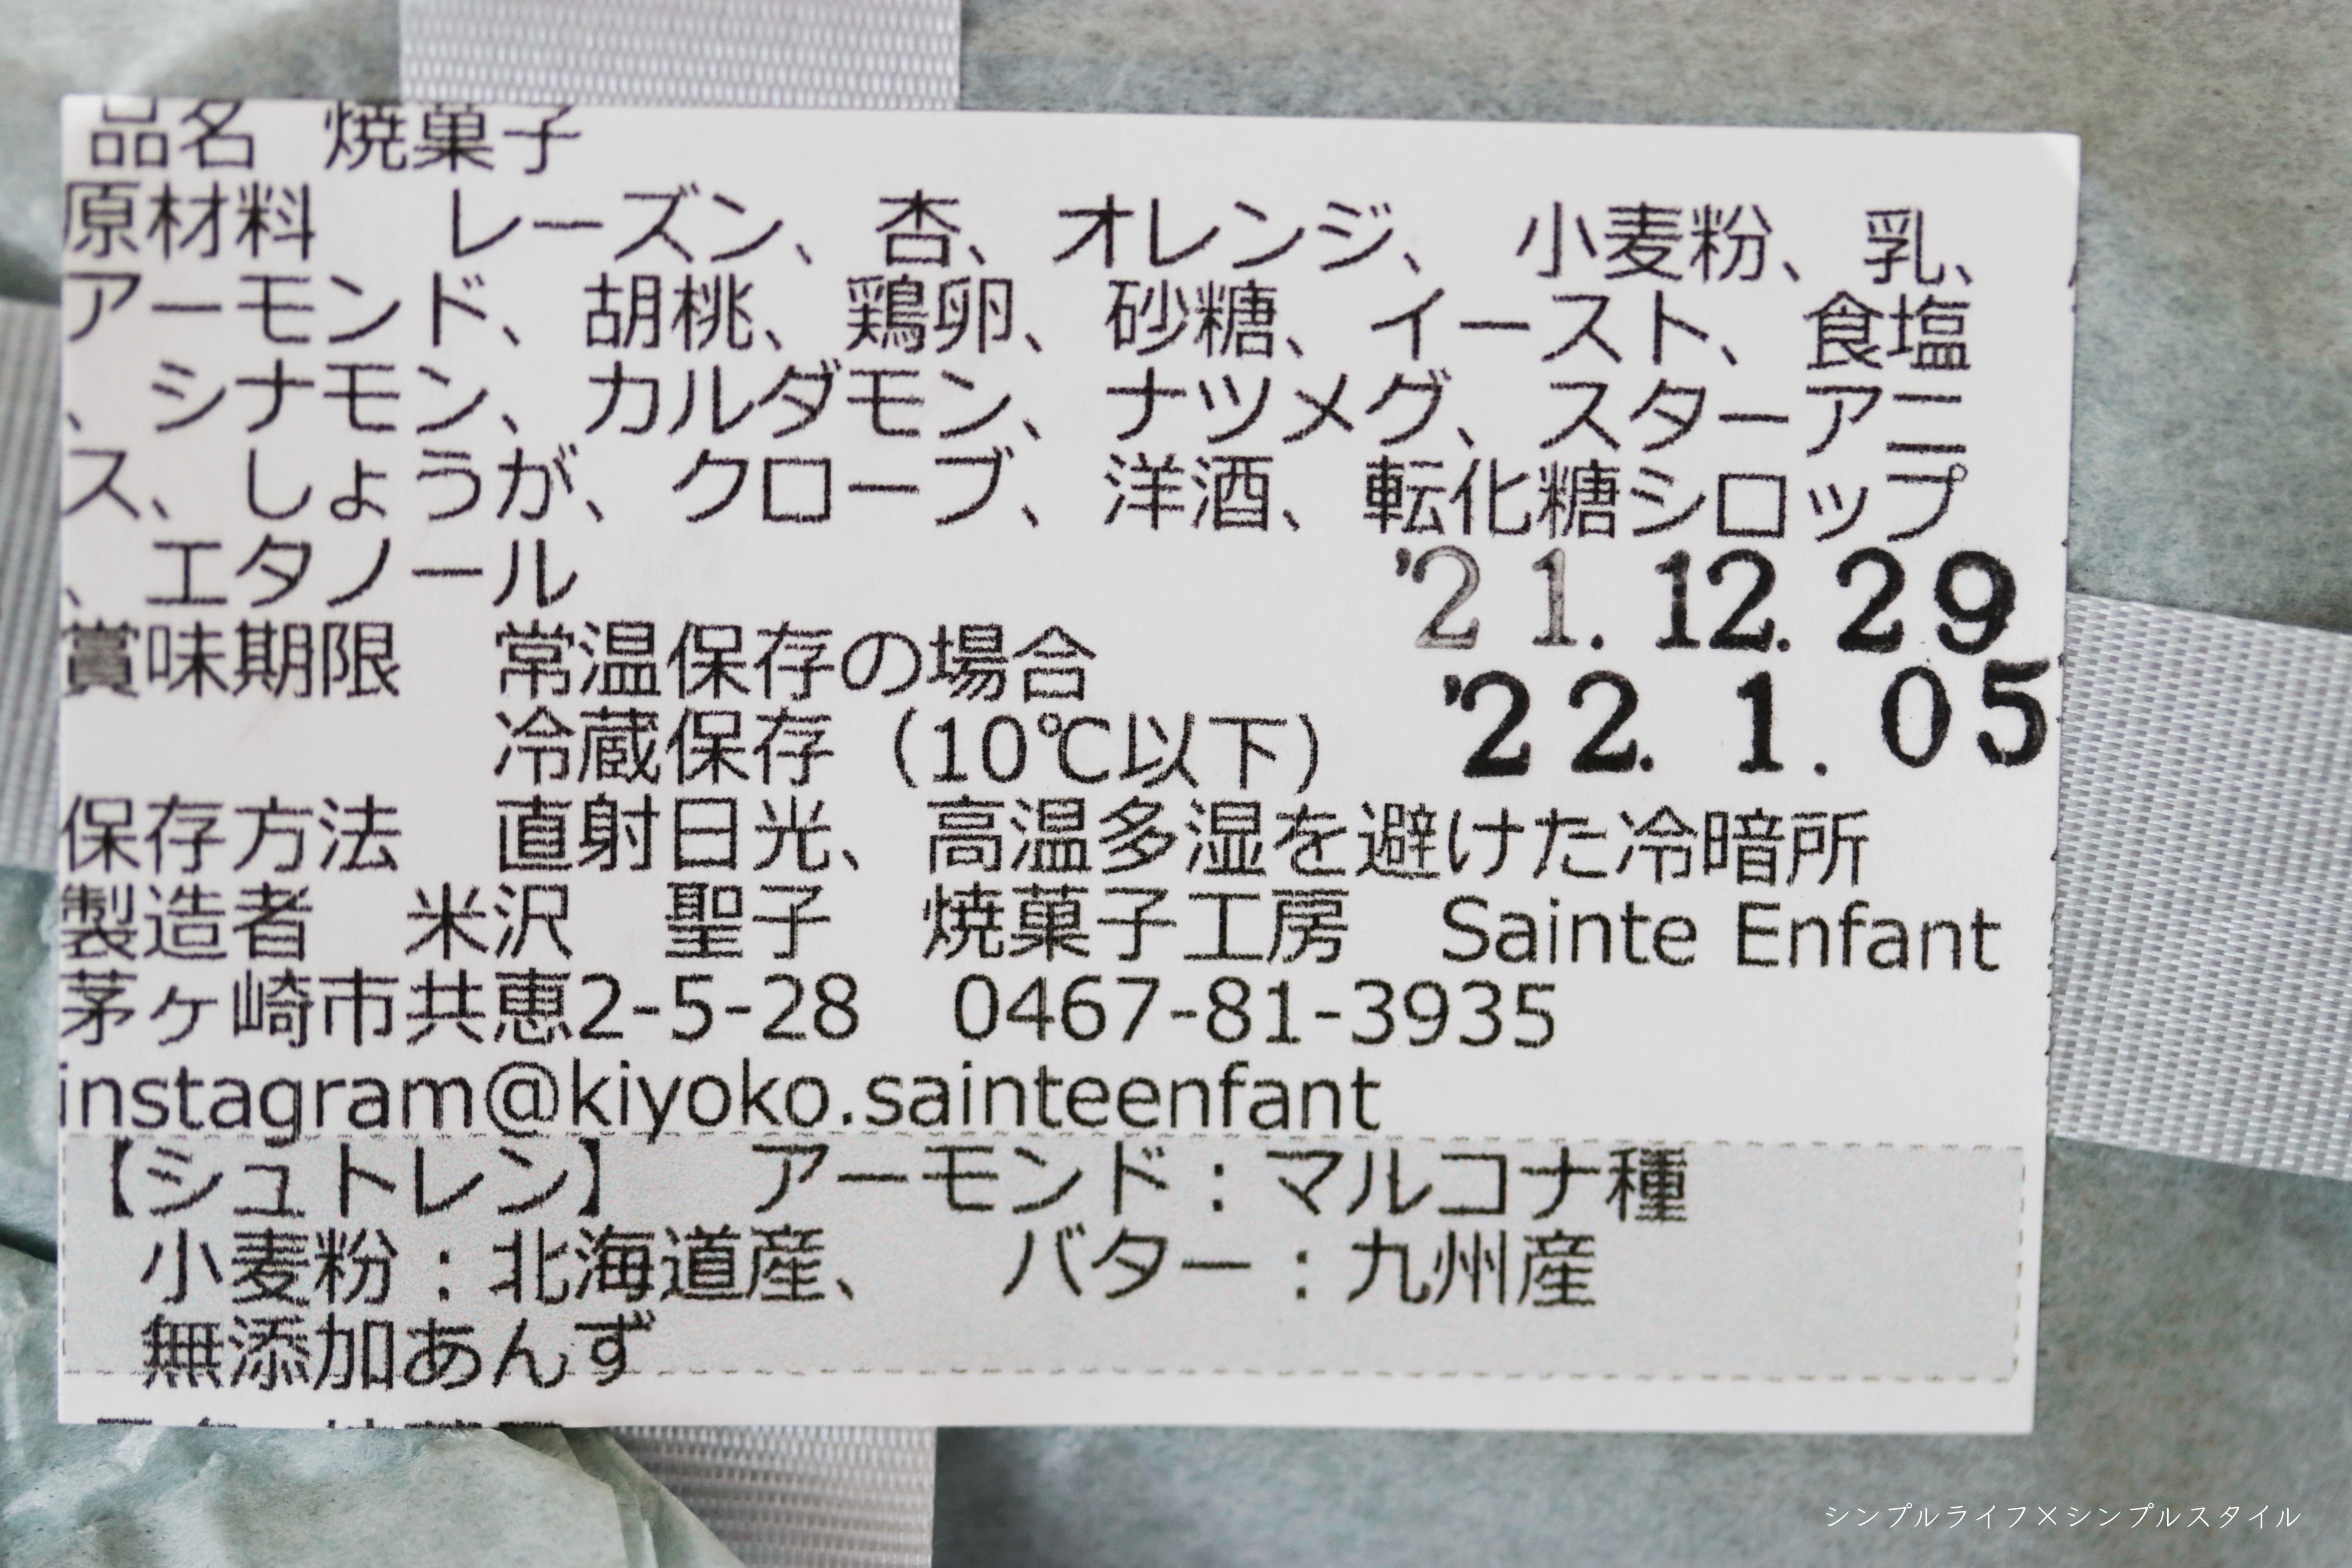 品名　焼菓子
原材料　レーズン、杏、オレンジ、小麦粉、乳、
アーモンド、胡桃、鶏卵、砂糖、イースト、食塩
、シナモン、カルダモン、ナツメグ、スターアニ
ス、しょうが、クローブ、洋酒、転化糖シロップ
、エタノール
賞味期限　常温保存の場合　'21.12.29
冷蔵保存（10℃以下）　'22.1.05
保存方法　直射日光、高温多湿を避けた冷暗所
製造者　米沢　聖子　焼菓子工房　Sainte Enfant
茅ヶ崎市共恵2-5-28　0467-81-3935
instagram@kiyoko.sainteenfant
【シュトレン】　アーモンド：マルコナ種
小麦粉：北海道産、　バター：九州産
無添加あんず
シンプルライフ×シンプルスタイル